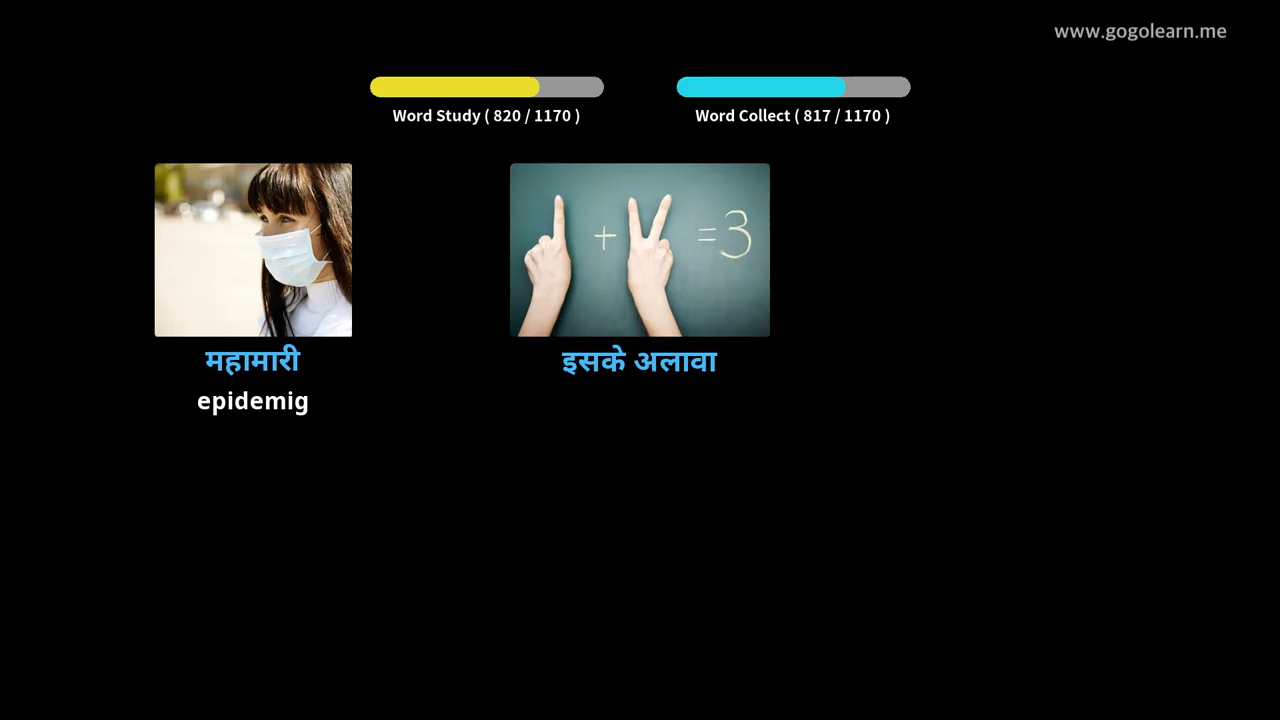 www.gogolearn.me
Word Study ( 820 / 1170 )
Word Collect ( 817 / 1170 )
+ =3
महामारी
इसके अलावा
epidemig